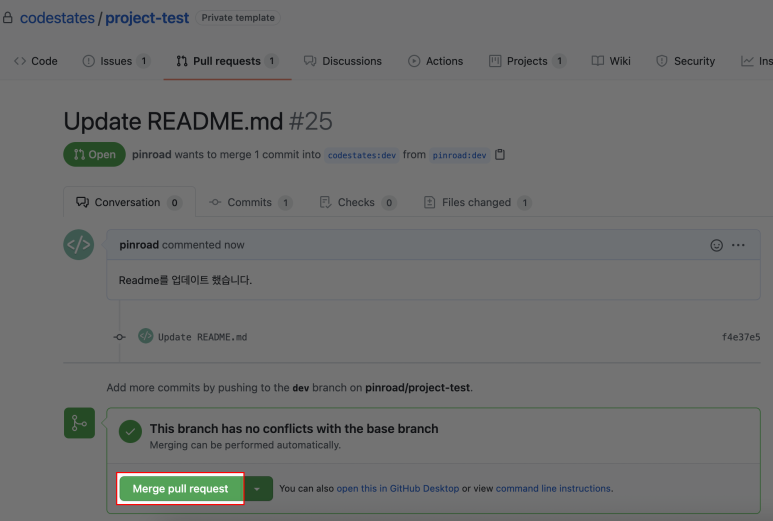 codestates / project-test Private template
Code Issues 1 Pull requests 1 Discussions Actions Projects 1 Wiki Security Ins
Update README.md #25
Open pinroad wants to merge 1 commit into codestates:dev from pinroad:dev
Conversation 0 Commits 1 Checks 0 Files changed 1
pinroad commented now
Readme를 업데이트 했습니다.
Update README.md f4e37e5
Add more commits by pushing to the dev branch on pinroad/project-test.
This branch has no conflicts with the base branch
Merging can be performed automatically.
Merge pull request You can also open this in GitHub Desktop or view command line instructions.